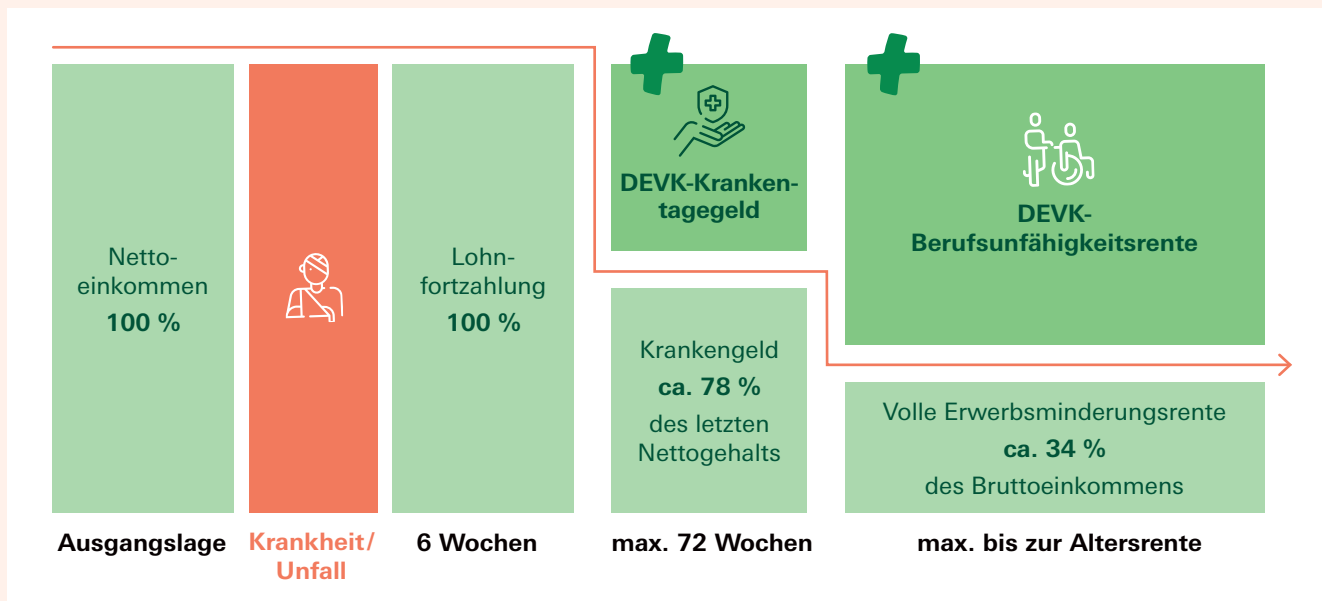 Netto-
einkommen
100 %
Lohn-
fortzahlung
100 %
DEVK-Kranken-
tagegeld
Krankengeld
ca. 78 %
des letzten
Nettogehalts
DEVK-
Berufsunfähigkeitsrente
Volle Erwerbsminderungsrente
ca. 34 %
des Bruttoeinkommens
Ausgangslage
Krankheit/
Unfall
6 Wochen
max. 72 Wochen
max. bis zur Altersrente